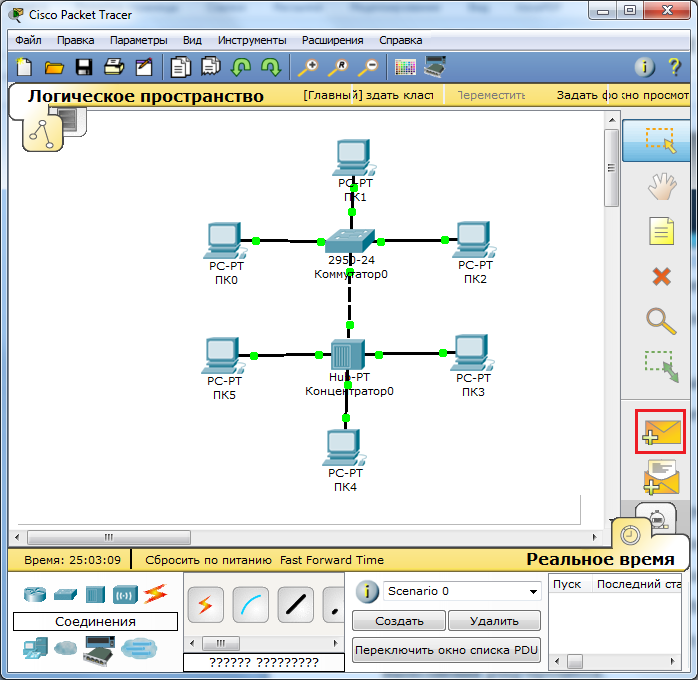 Cisco Packet Tracer
Файл Правка Параметры Вид Инструменты Расширения Справка
Логическое пространство [Главный здать класт Переместить Задать фо кно просмот
PC-PT
ПК1
PC-PT
ПК0
2950-24
Коммутатор0
PC-PT
ПК2
PC-PT
ПК5
Hub-PT
Концентратор0
PC-PT
ПК3
PC-PT
ПК4
Время: 25:03:09 Сбросить по питанию Fast Forward Time Реальное время
Соединения
?????? ?????????
Scenario 0
Создать Удалить
Переключить окно списка PDU
Пуск Последний ста